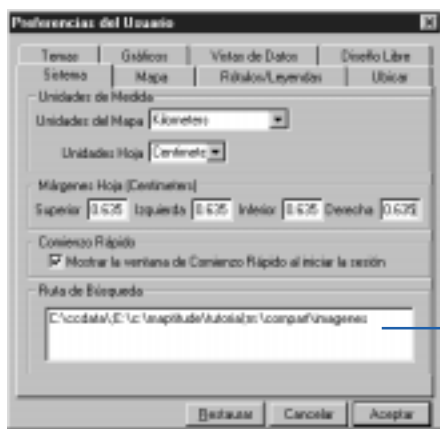 Preferencias del Usuario
Temas Gráficos Vistas de Datos Diseño Libre
Sistema Mapa Rótulos/Leyendas Ubicar
Unidades de Medida
Unidades del Mapa Kilometers
Unidades Hoja Centimete
Márgenes Hoja (Centimeters)
Superior 0.635 Izquierda 0.635 Inferior 0.635 Derecha 0.635
Comienzo Rápido
Mostrar la ventana de Comienzo Rápido al iniciar la sesión
Ruta de Búsqueda
Restaurar Cancelar Aceptar